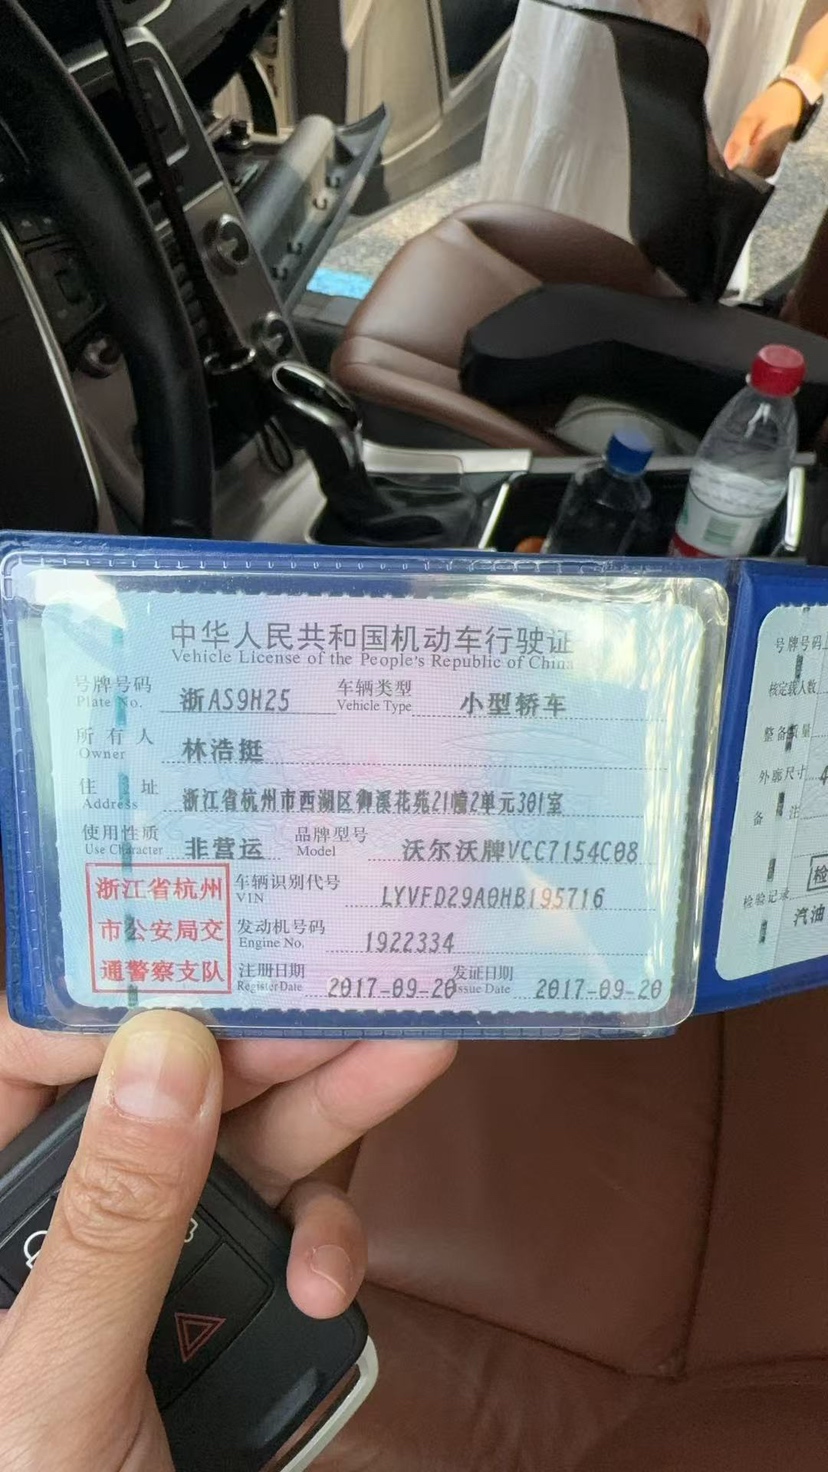 中华人民共和国机动车行驶证
Vehicle License of the People's Republic of China
号牌号码 浙AS9H25 车辆类型 小型轿车
Plate No. Vehicle Type
所有人 林浩挺
Owner
住址 浙江省杭州市西湖区御溪花苑21幢2单元301室
Address
使用性质 非营运 品牌型号 沃尔沃牌VCC7154C08
Use Character Model
浙江省杭州
市公安局交
通警察支队
车辆识别代号 LYVFD29A0HB195716
VIN
发动机号码 1922334
Engine No.
注册日期 2017-09-20 发证日期 2017-09-20
Register Date Issue Date
号牌号码
核定载人数
整备质量
外廓尺寸 4
备注
检
检验记录
汽油